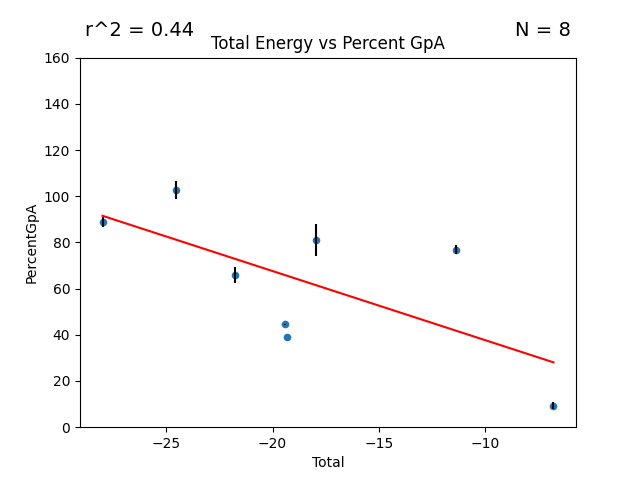 r^2 = 0.44
N = 8
Total Energy vs Percent GpA
160
140
120
100
80
60
40
20
0
PercentGpA
−25
−20
−15
−10
Total